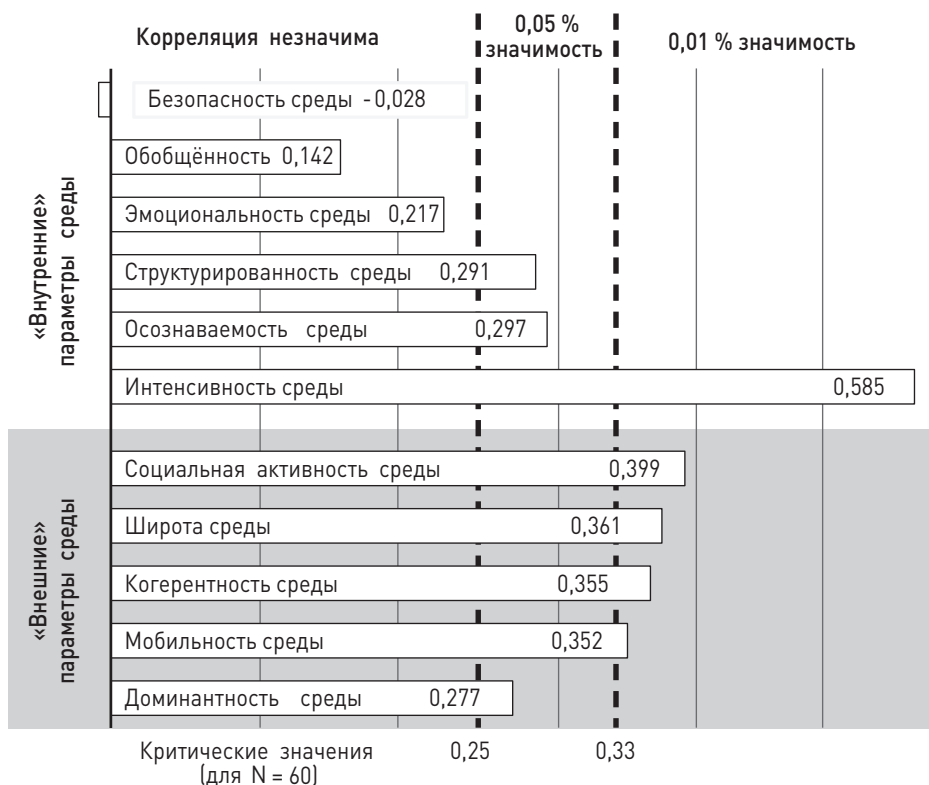 Корреляция незначима
0,05 %
значимость
0,01 % значимость
«Внутренние»
параметры среды
Безопасность среды -0,028
Обобщённость 0,142
Эмоциональность среды 0,217
Структурированность среды 0,291
Осознаваемость среды 0,297
Интенсивность среды 0,585
«Внешние»
параметры среды
Социальная активность среды 0,399
Широта среды 0,361
Когерентность среды 0,355
Мобильность среды 0,352
Доминантность среды 0,277
Критические значения
(для N = 60)
0,25
0,33